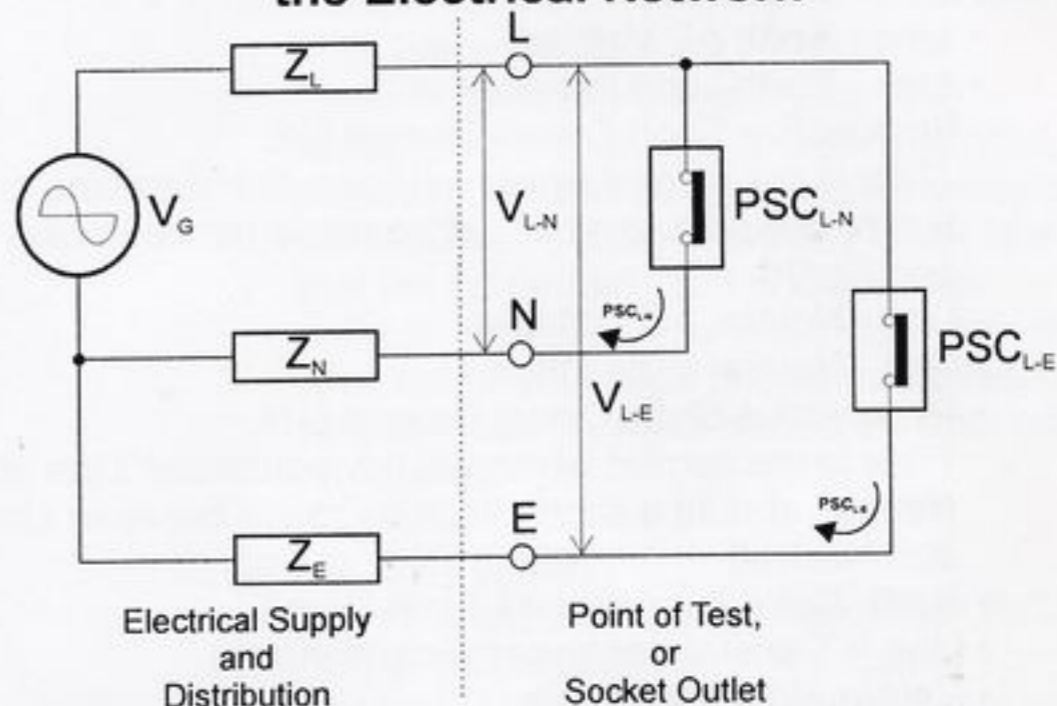 the Electrical Network
L
Z_L
V_G
V_L-N
PSC_L-N
N
PSC_L-N
Z_N
V_L-E
PSC_L-E
PSC_L-E
E
Z_E
Electrical Supply
and
Distribution
Point of Test,
or
Socket Outlet